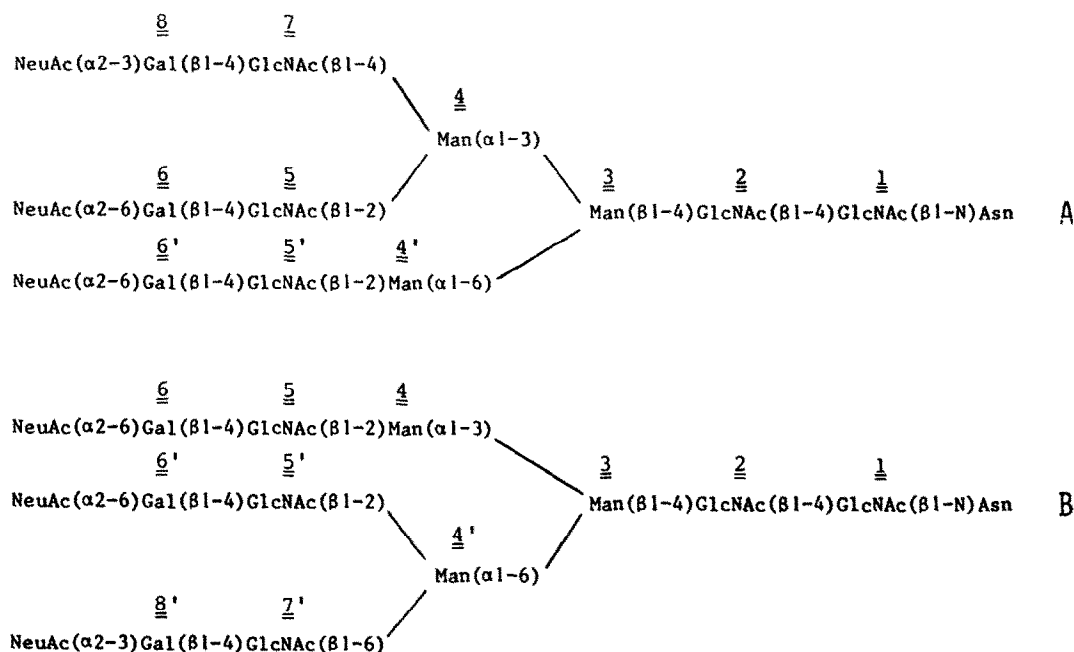 8 7
NeuAc(α2-3)Gal(β1-4)GlcNAc(β1-4)
4
Man(α1-3)
6 5 3 2 1
NeuAc(α2-6)Gal(β1-4)GlcNAc(β1-2) Man(β1-4)GlcNAc(β1-4)GlcNAc(β1-N)Asn A
6' 5' 4'
NeuAc(α2-6)Gal(β1-4)GlcNAc(β1-2)Man(α1-6)
6 5 4
NeuAc(α2-6)Gal(β1-4)GlcNAc(β1-2)Man(α1-3)
6' 5' 3 2 1
NeuAc(α2-6)Gal(β1-4)GlcNAc(β1-2) Man(β1-4)GlcNAc(β1-4)GlcNAc(β1-N)Asn B
4'
Man(α1-6)
8' 7'
NeuAc(α2-3)Gal(β1-4)GlcNAc(β1-6)